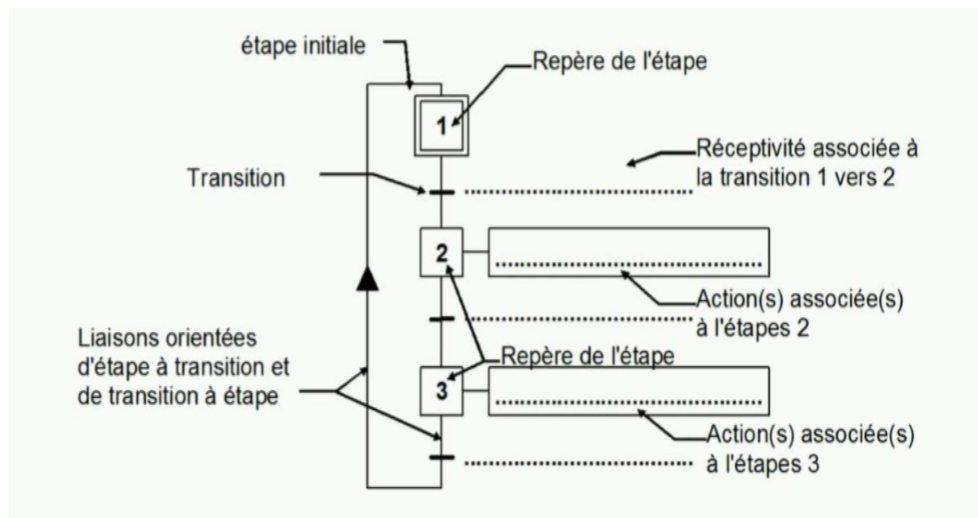 étape initiale
Repère de l'étape
1
Réceptivité associée à
la transition 1 vers 2
Transition
2
Action(s) associée(s)
à l'étapes 2
Liaisons orientées
d'étape à transition et
de transition à étape
Repère de l'étape
3
Action(s) associée(s)
à l'étapes 3